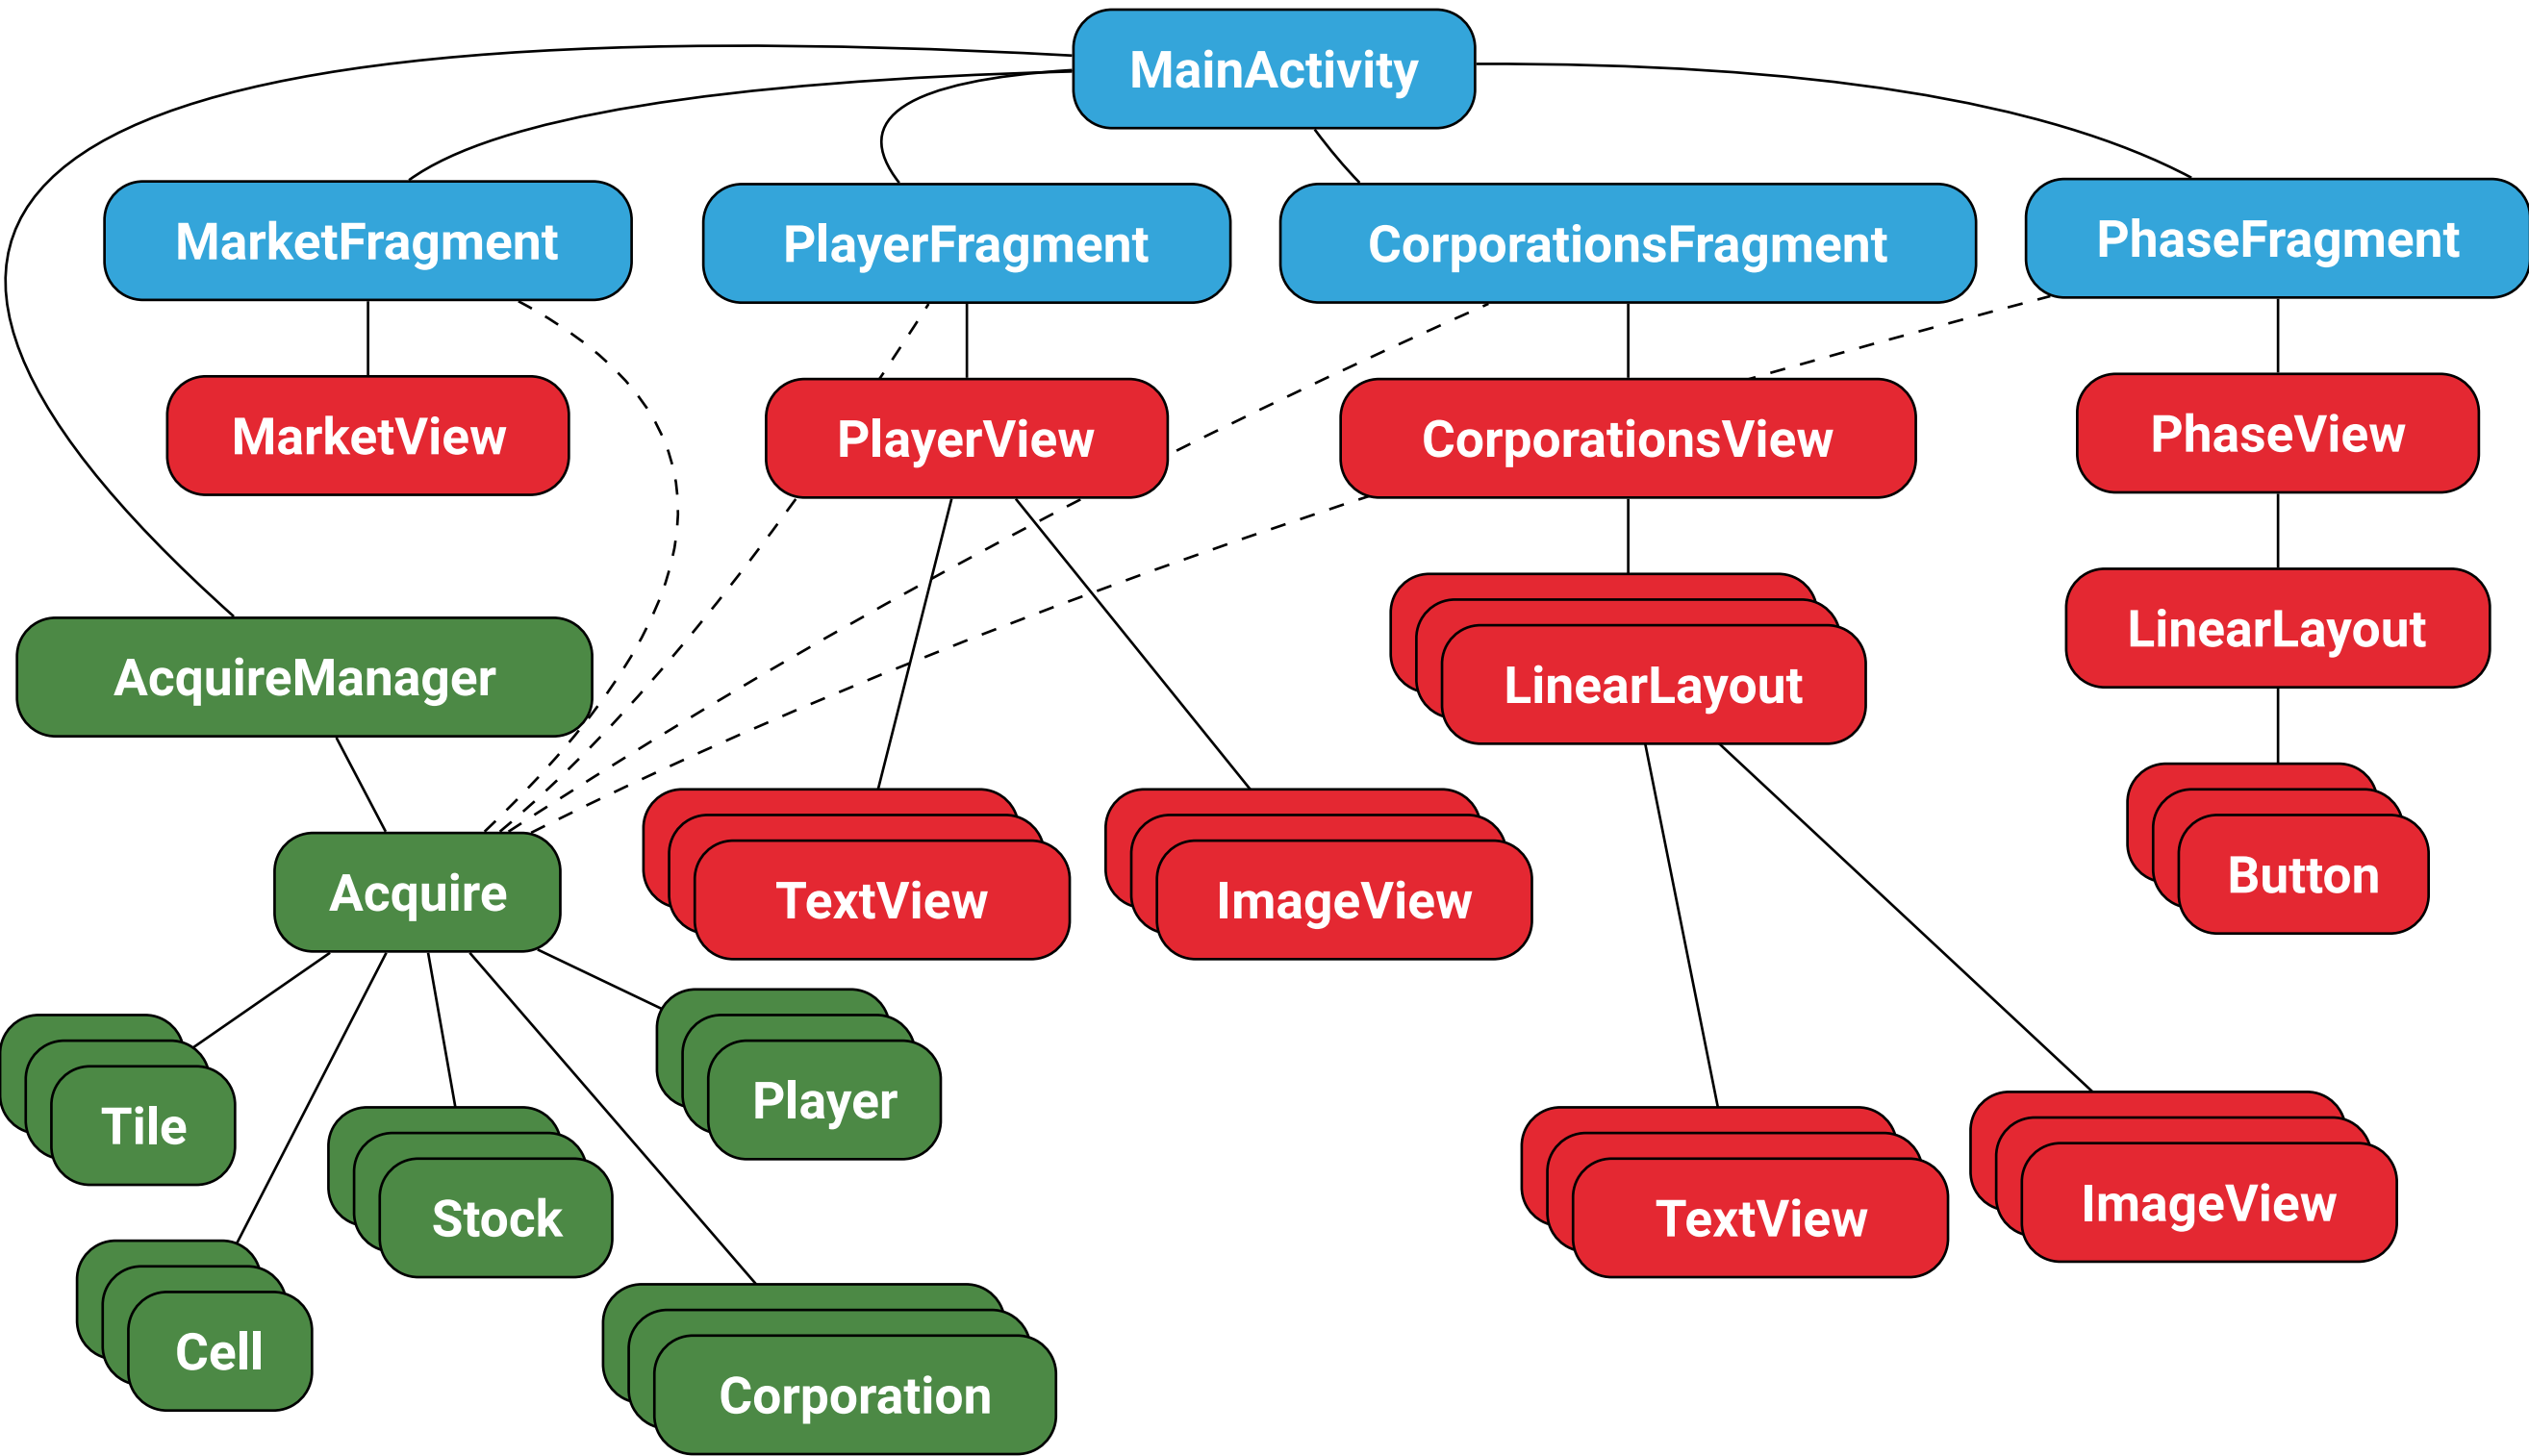 MainActivity
MarketFragment
PlayerFragment
CorporationsFragment
PhaseFragment
MarketView
PlayerView
CorporationsView
PhaseView
AcquireManager
LinearLayout
LinearLayout
Acquire
TextView
ImageView
Button
Tile
Player
Stock
TextView
ImageView
Cell
Corporation